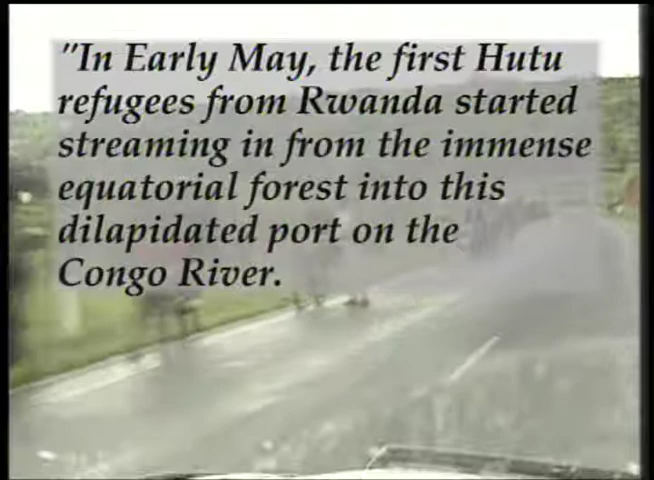 "In Early May, the first Hutu
refugees from Rwanda started
streaming in from the immense
equatorial forest into this
dilapidated port on the
Congo River.